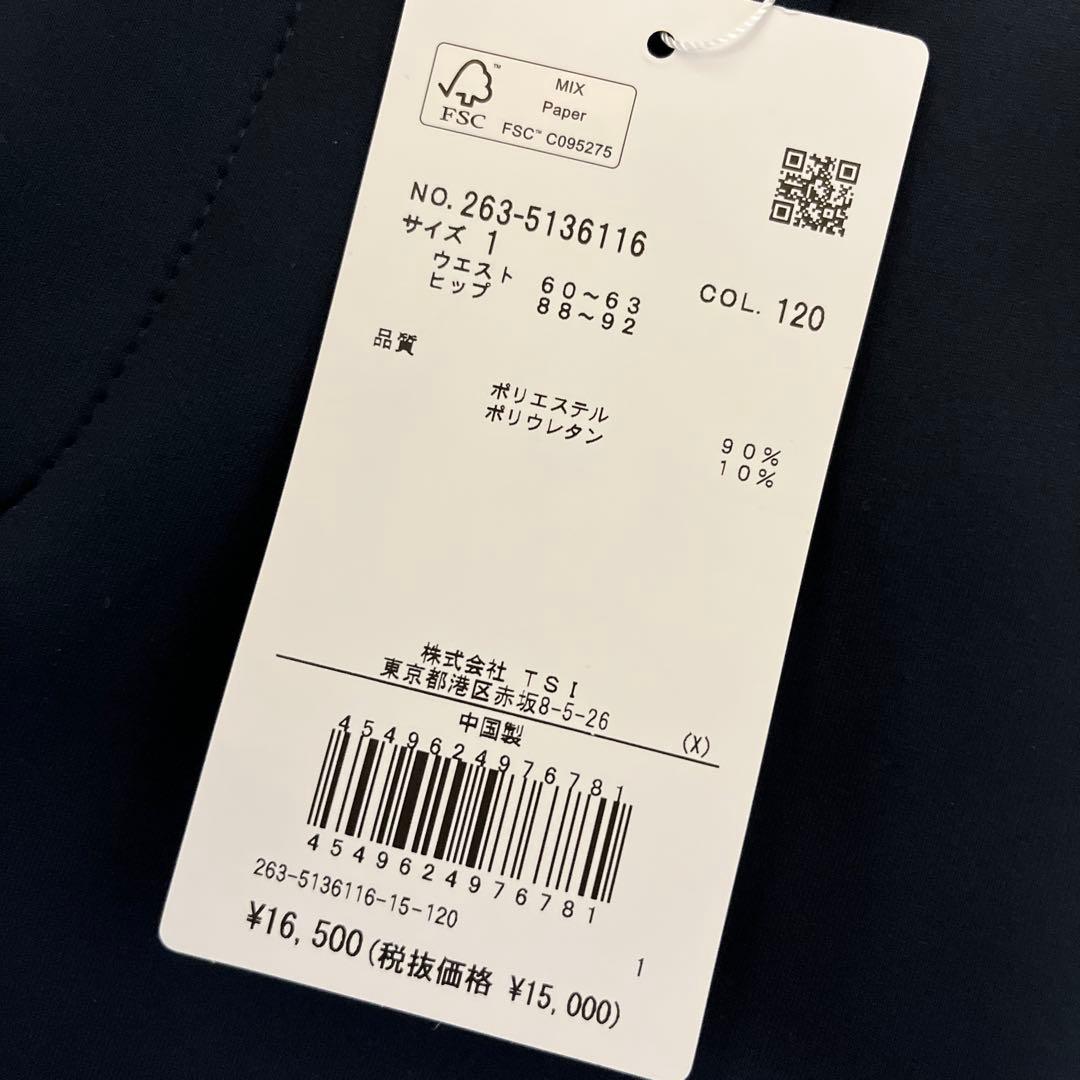 FSC™
MIX
Paper
FSC™ C095275
NO. 263-5136116
サイズ 1
COL. 120
ウエスト 60～63
ヒップ 88～92
品質
ポリエステル 90%
ポリウレタン 10%
株式会社 TSI
東京都港区赤坂8-5-26
中国製 (X)
4549624976781
4549624976781
263-5136116-15-120
¥16,500(税抜価格 ¥15,000)
1